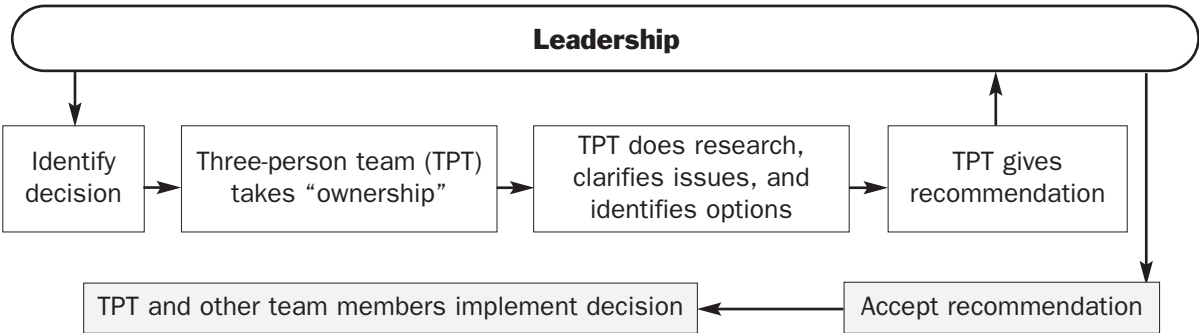 Leadership
Identify
decision
Three-person team (TPT)
takes “ownership”
TPT does research,
clarifies issues, and
identifies options
TPT gives
recommendation
TPT and other team members implement decision
Accept recommendation